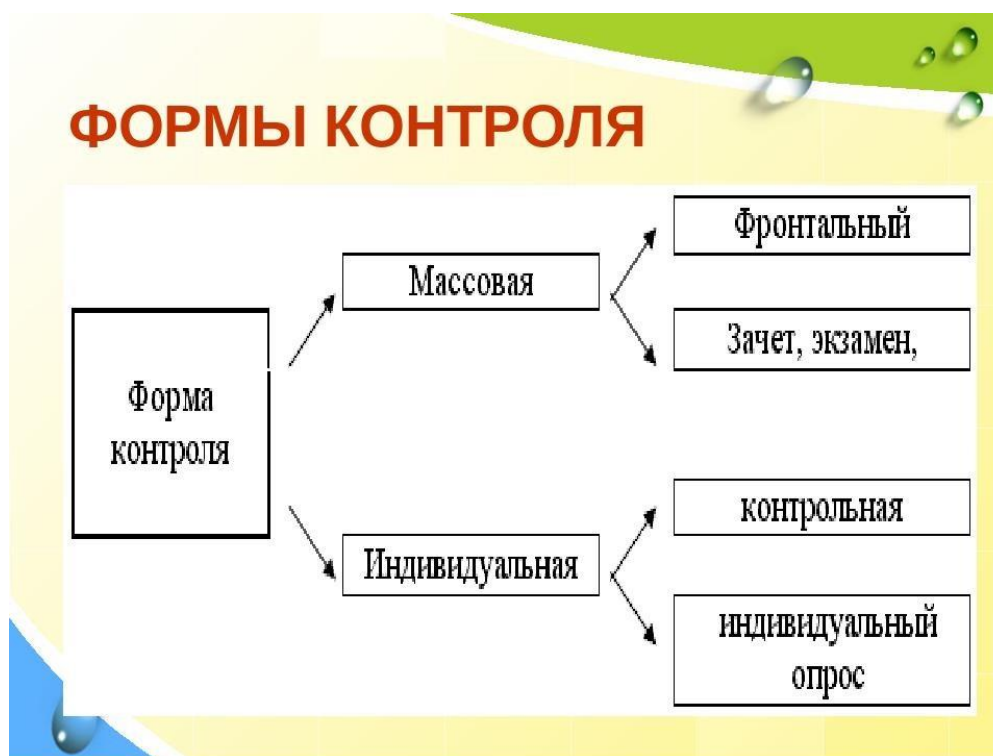 ФОРМЫ КОНТРОЛЯ
Форма
контроля
Массовая
Фронтальный
Зачет, экзамен,
Индивидуальная
контрольная
индивидуальный
опрос